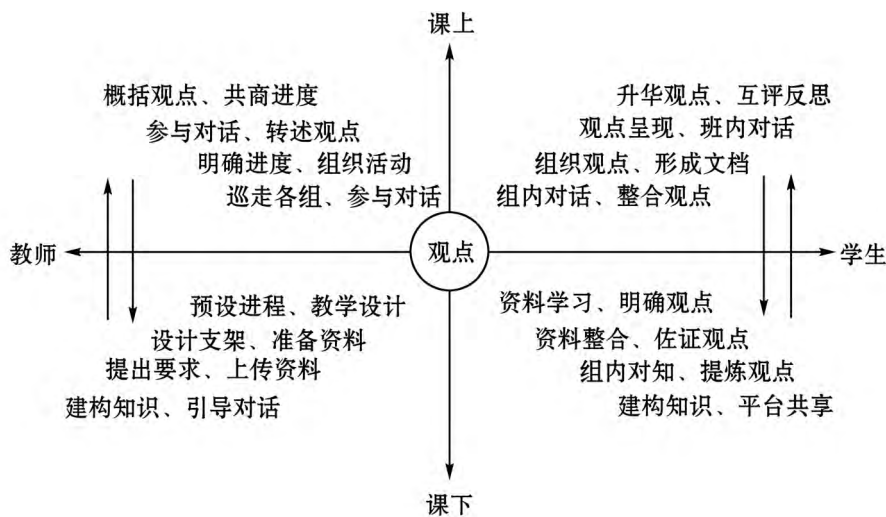 课上
概括观点、共商进度
参与对话、转述观点
明确进度、组织活动
巡走各组、参与对话
升华观点、互评反思
观点呈现、班内对话
组织观点、形成文档
组内对话、整合观点
教师
观点
学生
预设进程、教学设计
设计支架、准备资料
提出要求、上传资料
建构知识、引导对话
资料学习、明确观点
资料整合、佐证观点
组内对知、提炼观点
建构知识、平台共享
课下